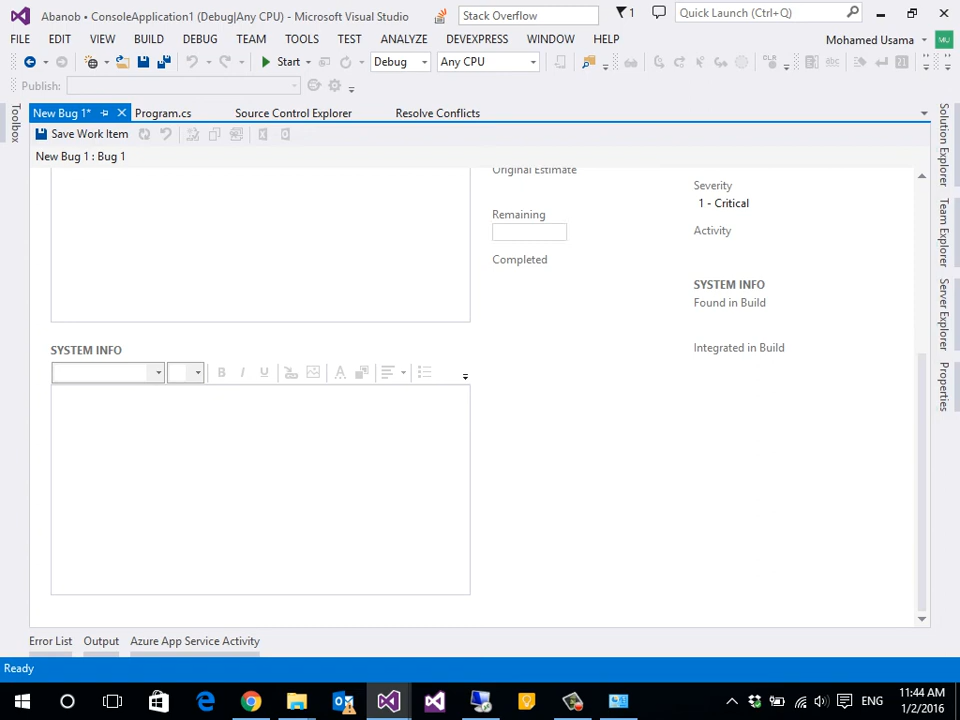 Abanob - ConsoleApplication1 (Debug|Any CPU) - Microsoft Visual Studio
Stack Overflow
1
Quick Launch (Ctrl+Q)
FILE EDIT VIEW BUILD DEBUG TEAM TOOLS TEST ANALYZE DEVEXPRESS WINDOW HELP
Mohamed Usama
MU
Start
Debug
Any CPU
Publish:
New Bug 1* Program.cs Source Control Explorer Resolve Conflicts
Toolbox
Save Work Item
New Bug 1 : Bug 1
Original Estimate
Severity
1 - Critical
Remaining
Activity
Completed
SYSTEM INFO
Found in Build
SYSTEM INFO
Integrated in Build
B I U A
Solution Explorer
Team Explorer
Server Explorer
Properties
Error List Output Azure App Service Activity
Ready
ENG
11:44 AM
1/2/2016